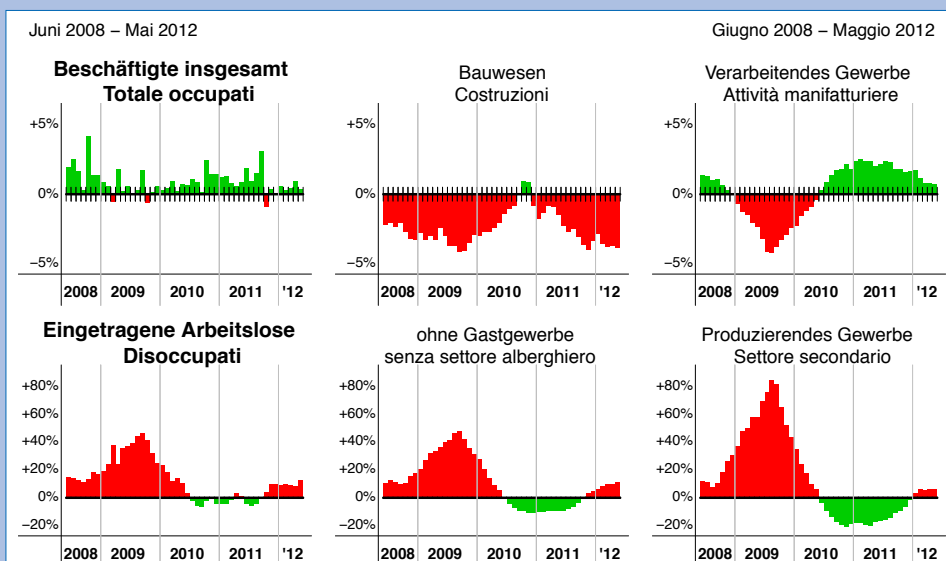 Juni 2008 – Mai 2012
Giugno 2008 – Maggio 2012
Beschäftigte insgesamt
Totale occupati
+5%
0%
−5%
2008 2009 2010 2011 '12
Bauwesen
Costruzioni
+5%
0%
−5%
2008 2009 2010 2011 '12
Verarbeitendes Gewerbe
Attività manifatturiere
+5%
0%
−5%
2008 2009 2010 2011 '12
Eingetragene Arbeitslose
Disoccupati
+80%
+60%
+40%
+20%
0%
−20%
2008 2009 2010 2011 '12
ohne Gastgewerbe
senza settore alberghiero
+80%
+60%
+40%
+20%
0%
−20%
2008 2009 2010 2011 '12
Produzierendes Gewerbe
Settore secondario
+80%
+60%
+40%
+20%
0%
−20%
2008 2009 2010 2011 '12